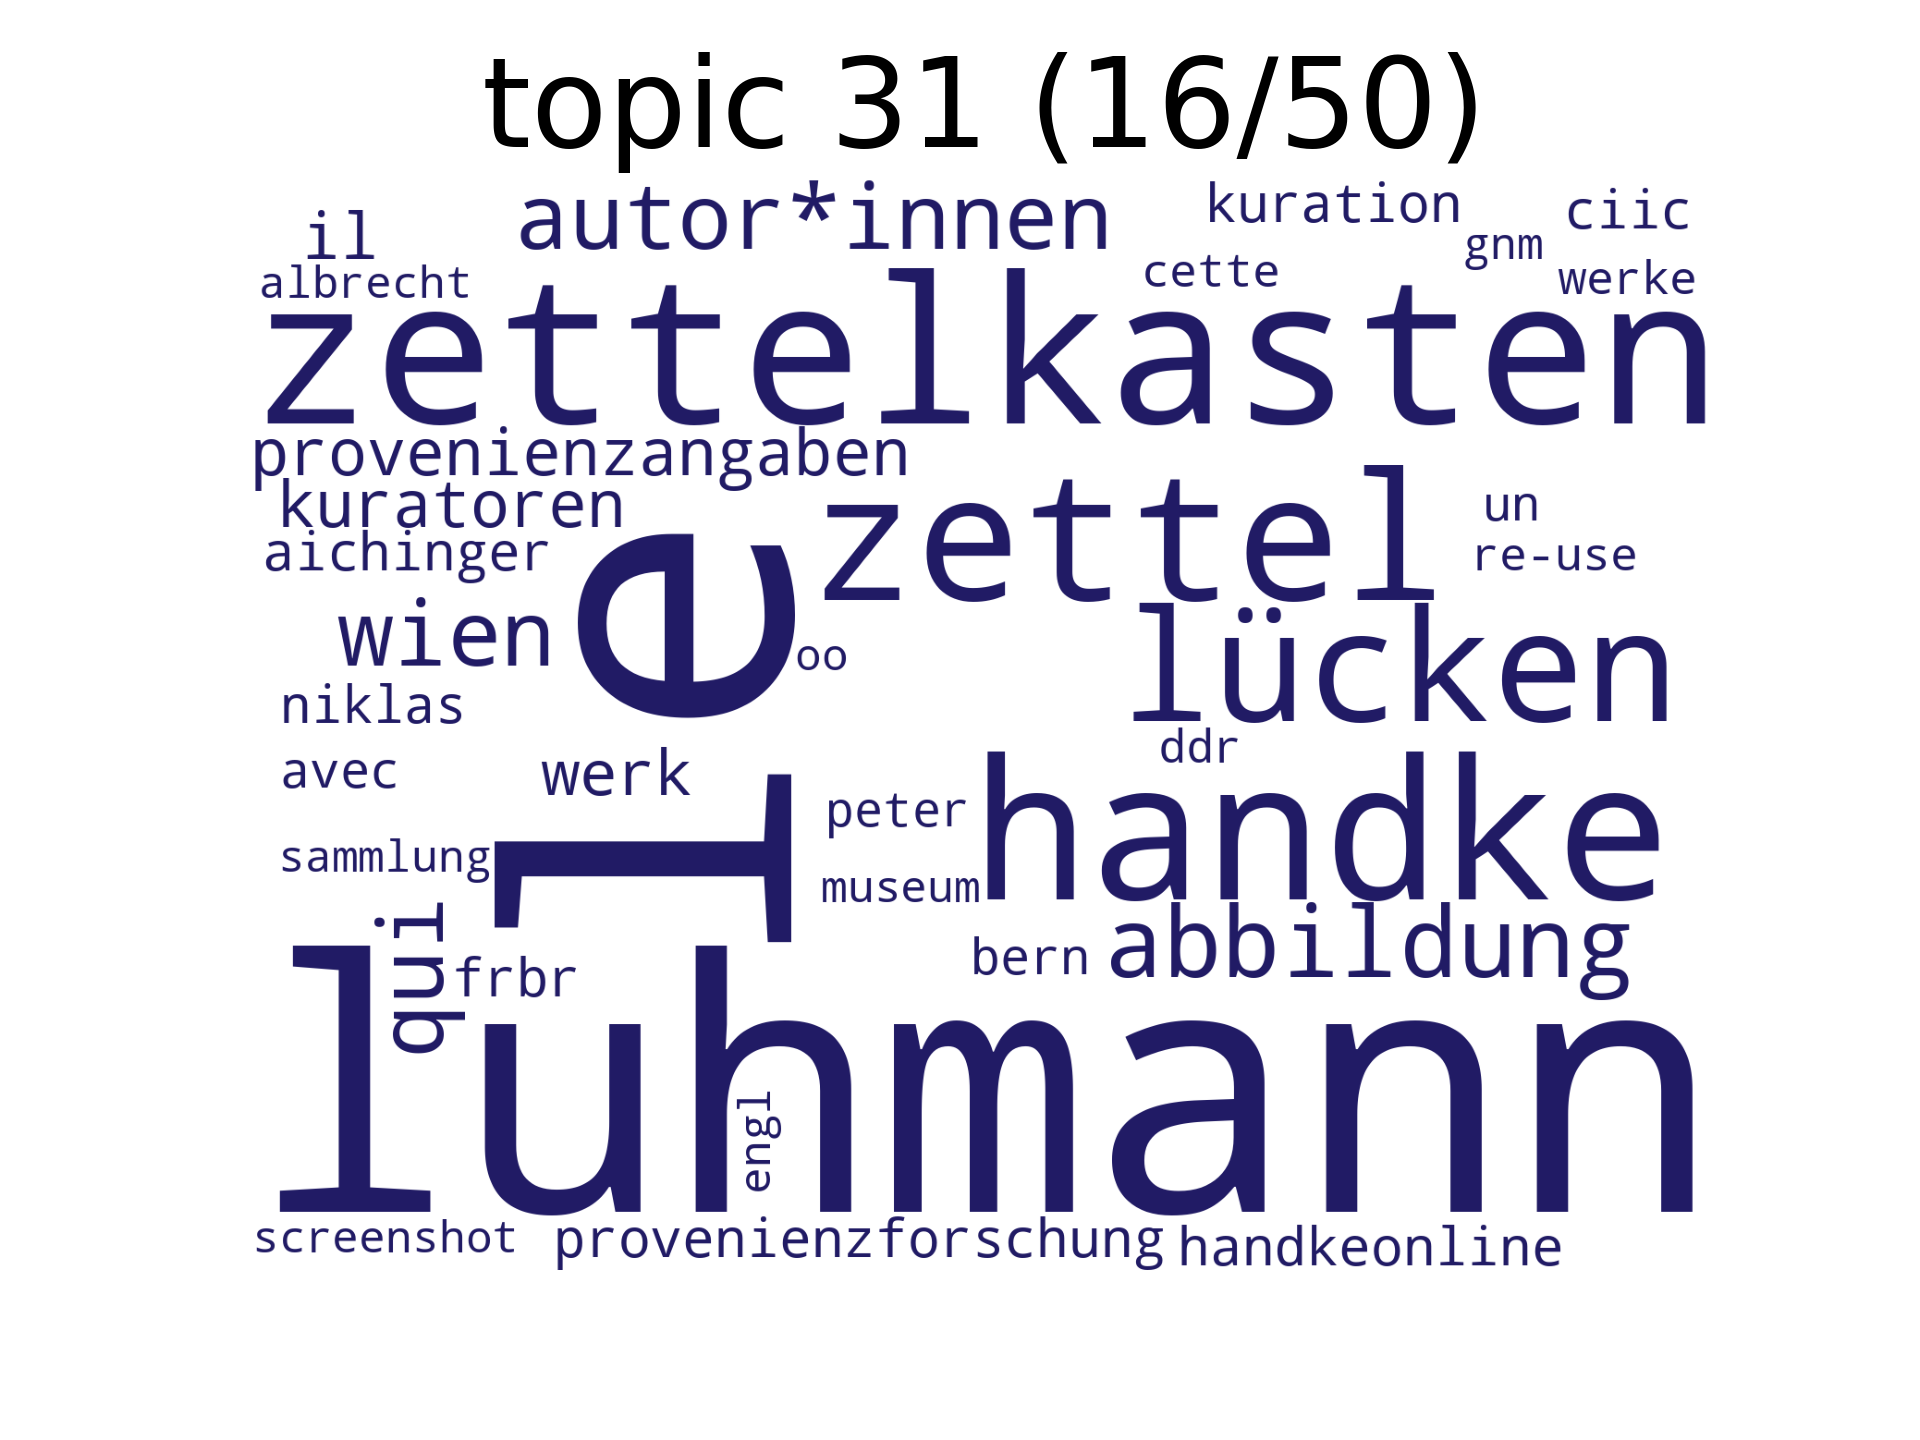 topic 31 (16/50)
il
autor*innen
kuration
ciic
albrecht
cette
gnm
werke
zettelkasten
provenienzangaben
kuratoren
zettel
un
aichinger
re-use
le
wien
oo
lücken
niklas
ddr
avec
werk
peter
handke
sammlung
museum
qui
frbr
bern
abbildung
luhmann
engl
screenshot
provenienzforschung
handkeonline